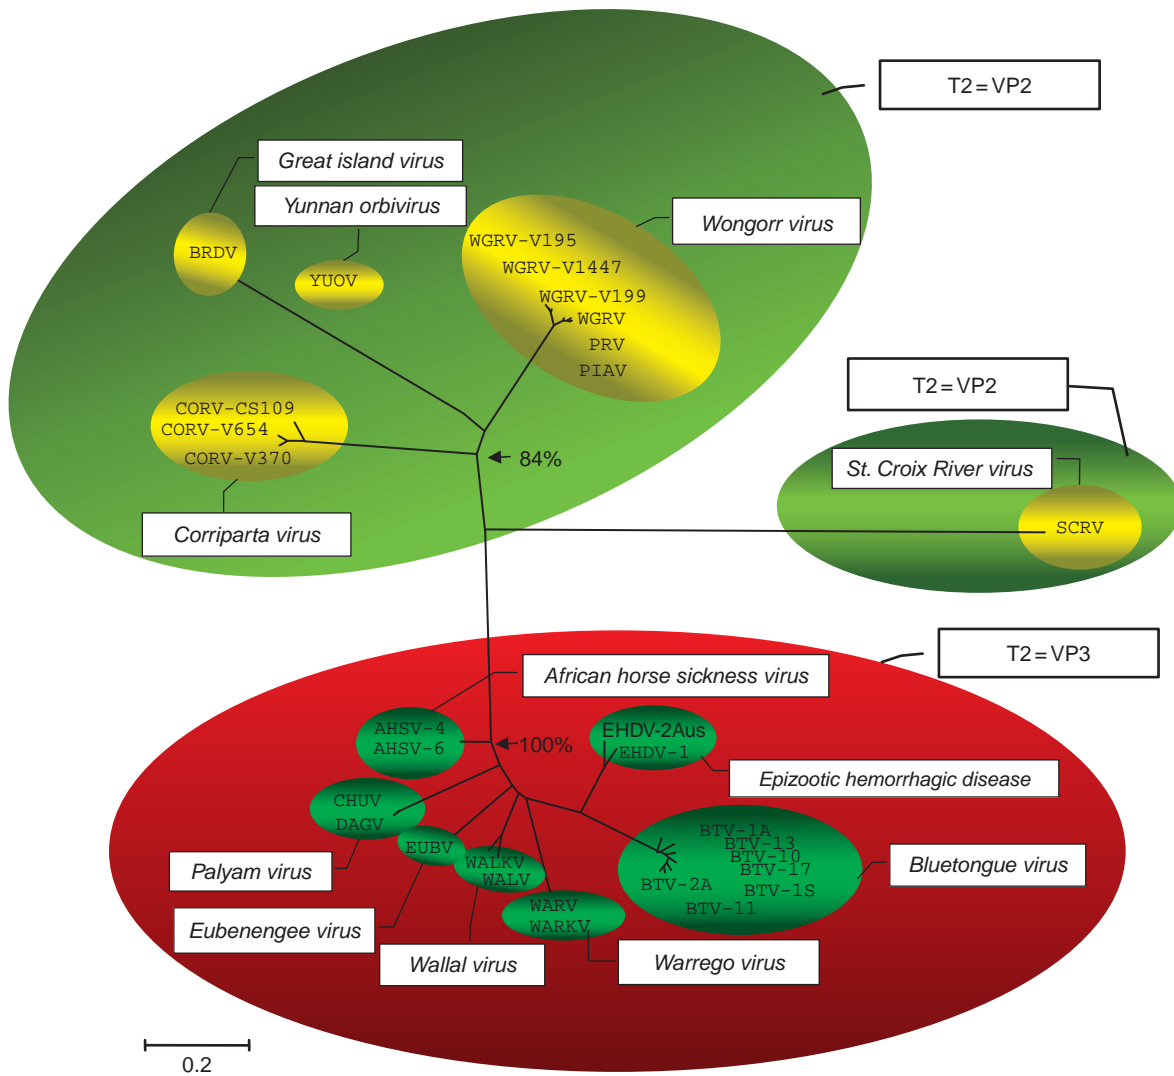 T2=VP2
Great island virus
Yunnan orbivirus
Wongorr virus
BRDV
YUOV
WGRV-V195
WGRV-V1447
WGRV-V199
WGRV
PRV
PIAV
CORV-CS109
CORV-V654
CORV-V370
84%
Corriparta virus
T2=VP2
St. Croix River virus
SCRV
T2=VP3
African horse sickness virus
AHSV-4
AHSV-6
100%
EHDV-2Aus
EHDV-1
Epizootic hemorrhagic disease
CHUV
DAGV
EUBV
WALKV
WALV
WARV
WARKV
BTV-1A
BTV-13
BTV-10
BTV-17
BTV-2A
BTV-1S
BTV-11
Bluetongue virus
Palyam virus
Eubenengee virus
Wallal virus
Warrego virus
0.2